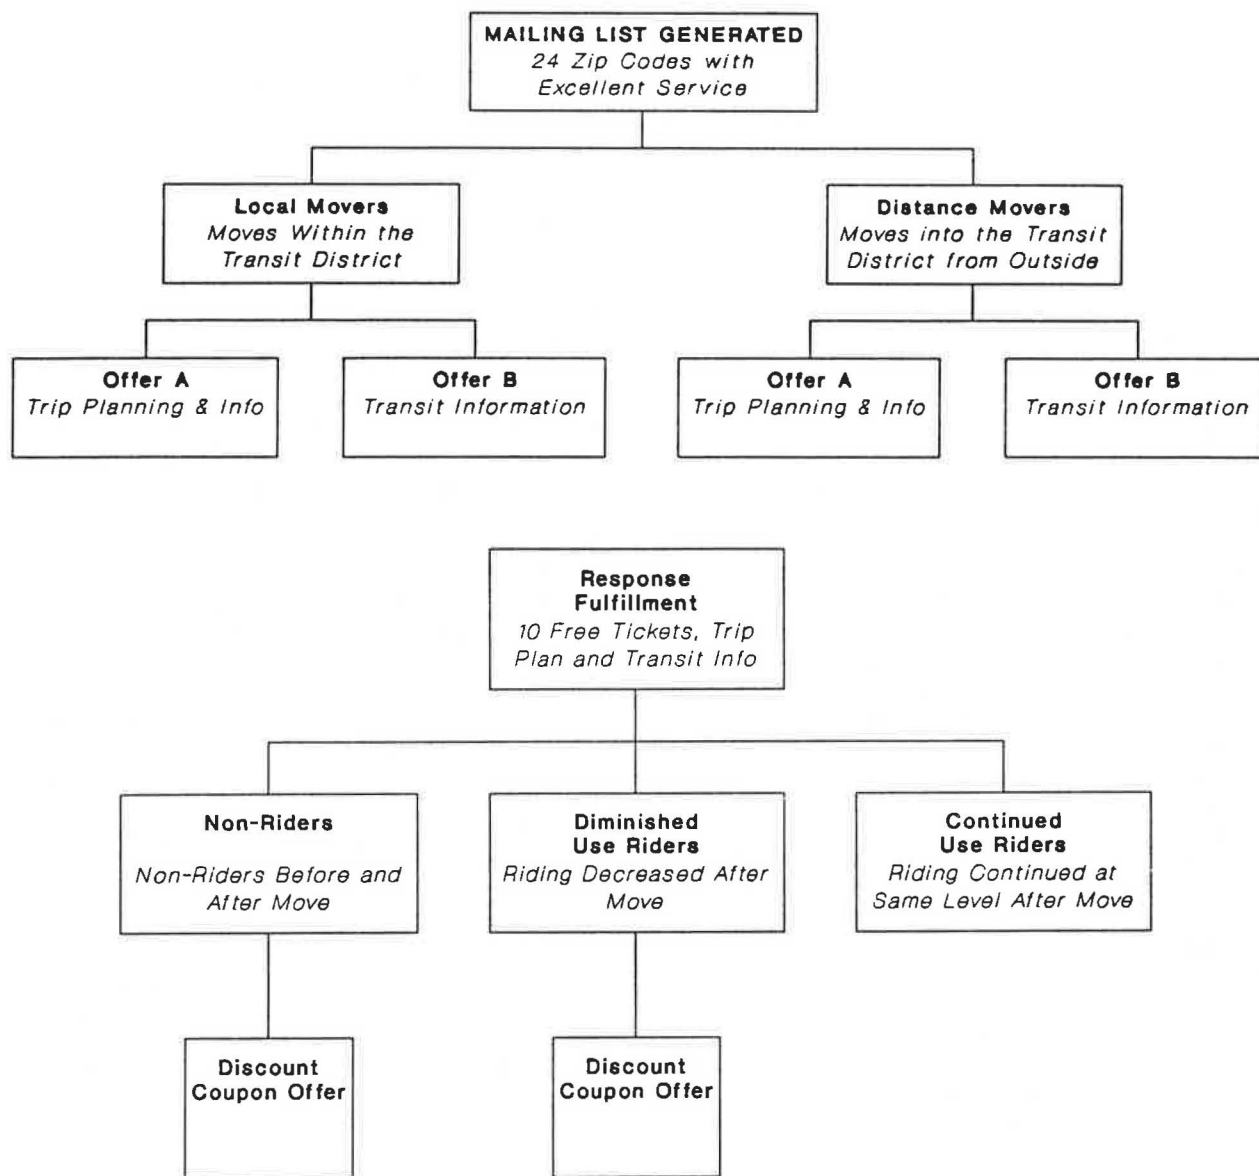 MAILING LIST GENERATED
24 Zip Codes with
Excellent Service
Local Movers
Moves Within the
Transit District
Distance Movers
Moves into the Transit
District from Outside
Offer A
Trip Planning & Info
Offer B
Transit Information
Offer A
Trip Planning & Info
Offer B
Transit Information
Response
Fulfillment
10 Free Tickets, Trip
Plan and Transit Info
Non-Riders
Non-Riders Before and
After Move
Diminished
Use Riders
Riding Decreased After
Move
Continued
Use Riders
Riding Continued at
Same Level After Move
Discount
Coupon Offer
Discount
Coupon Offer